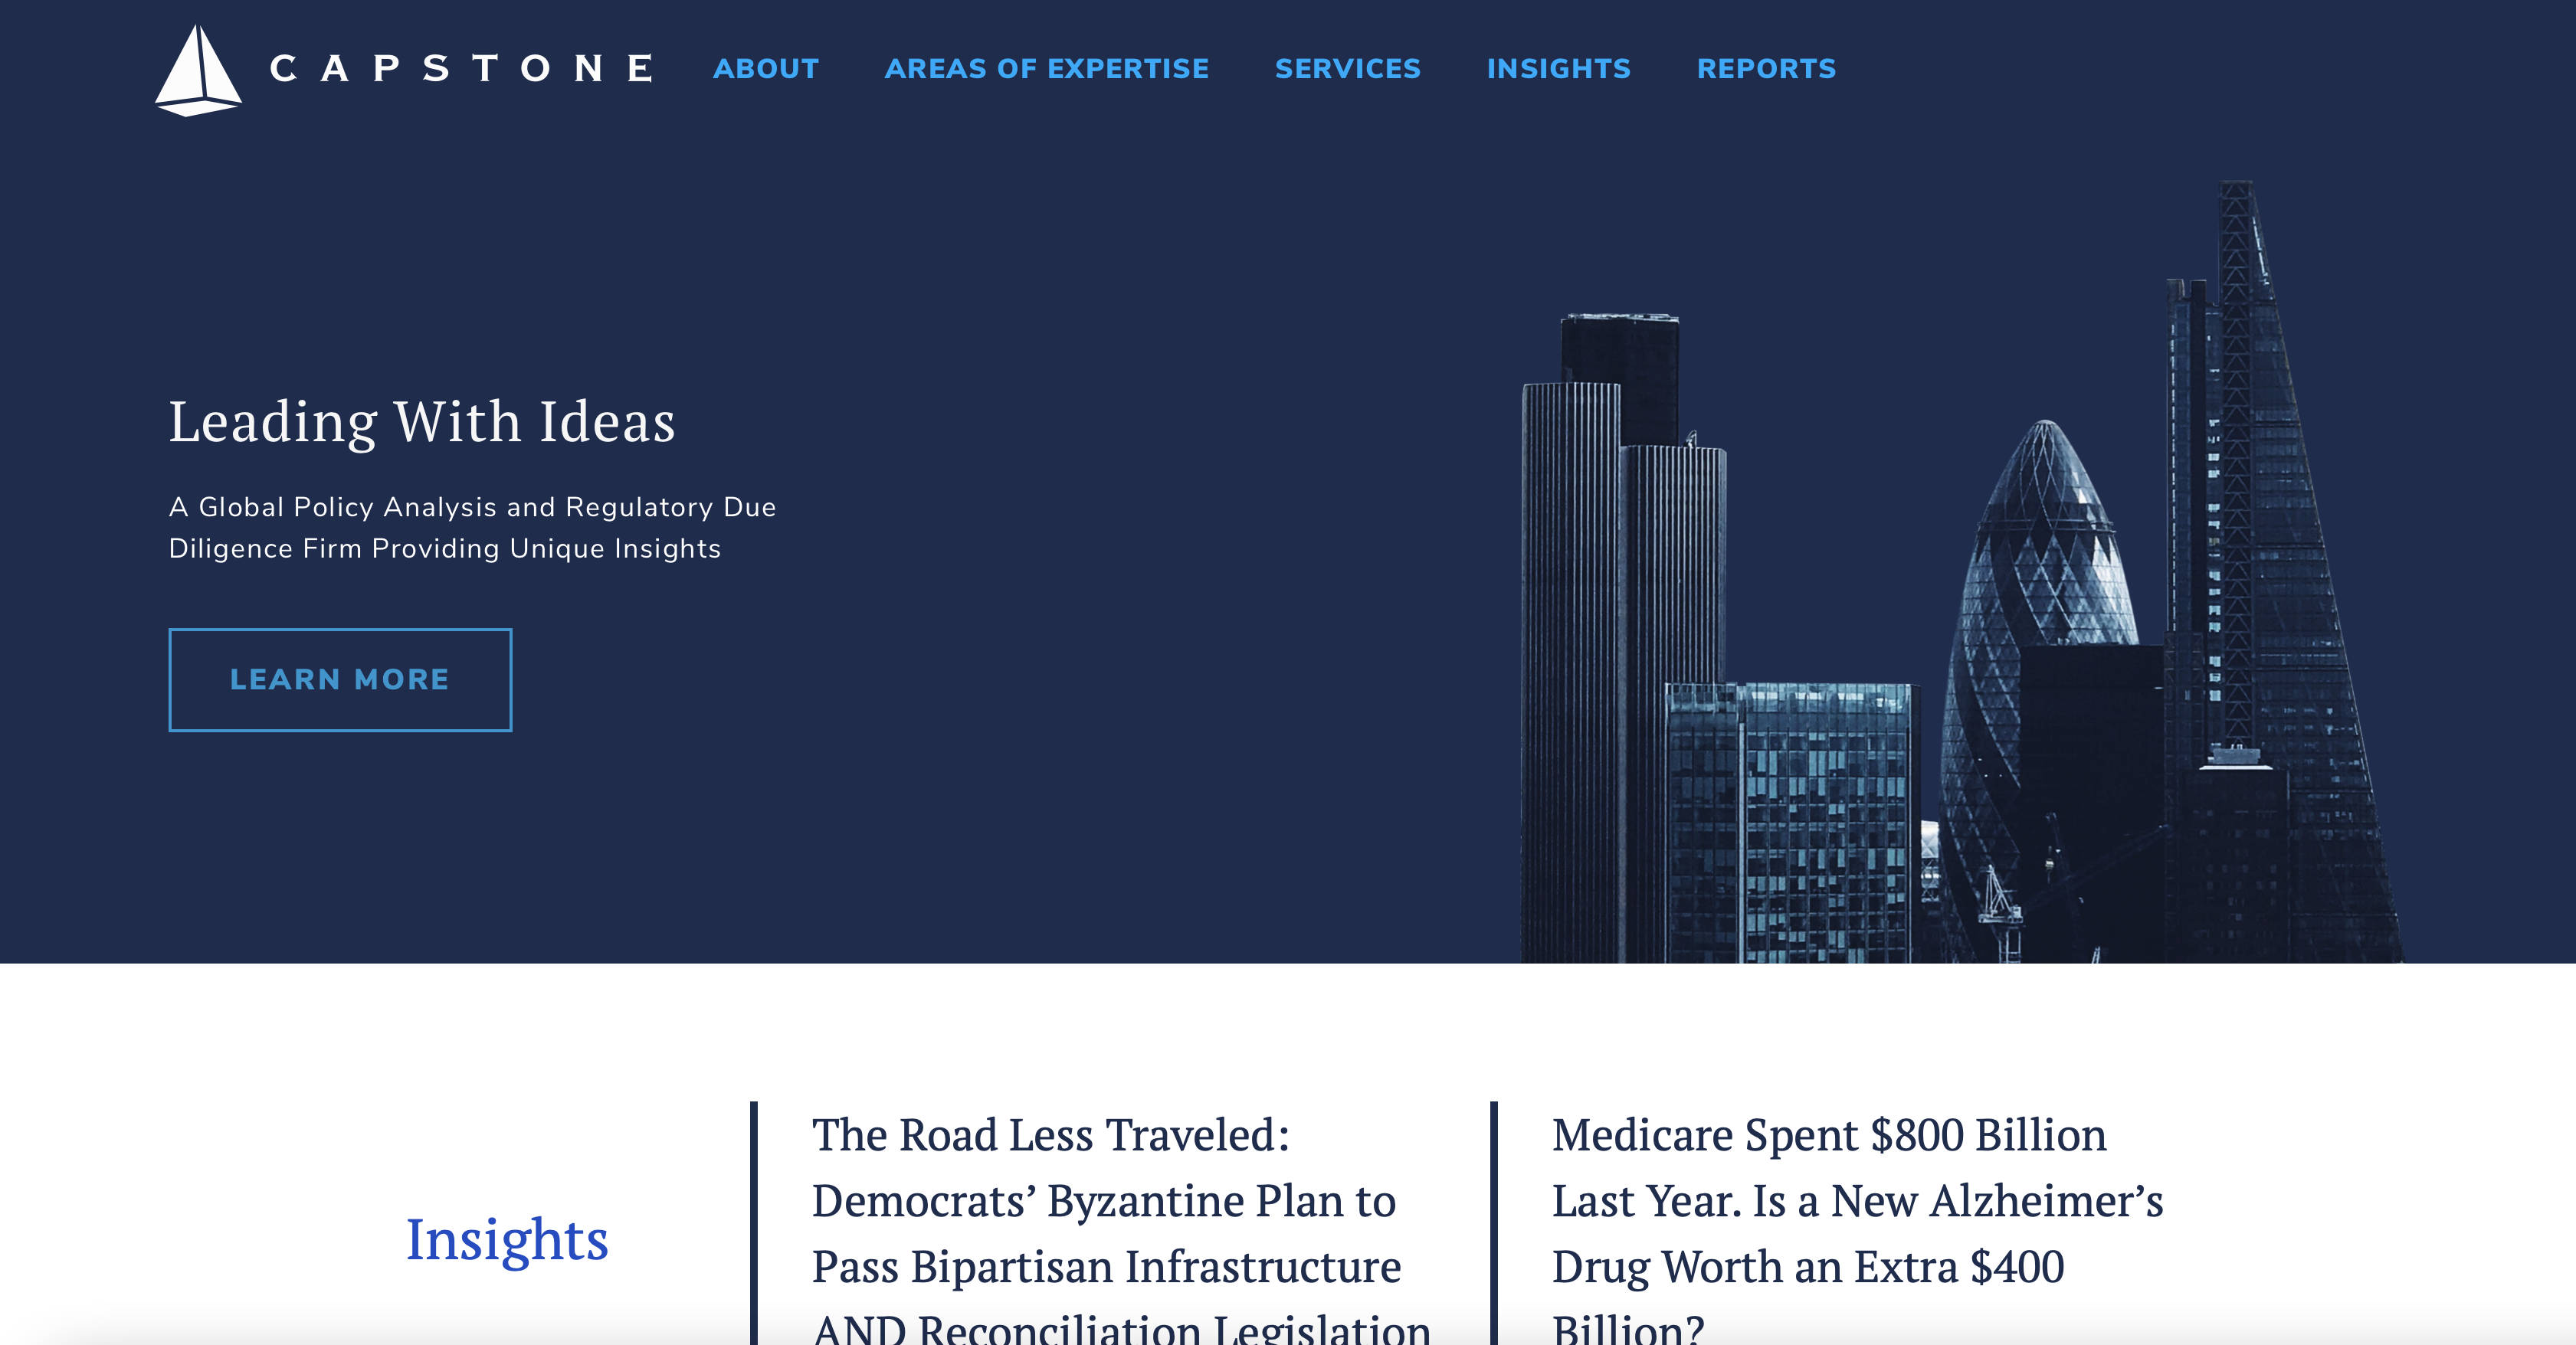 CAPSTONE
ABOUT
AREAS OF EXPERTISE
SERVICES
INSIGHTS
REPORTS
Leading With Ideas
A Global Policy Analysis and Regulatory Due
Diligence Firm Providing Unique Insights
LEARN MORE
Insights
The Road Less Traveled:
Democrats’ Byzantine Plan to
Pass Bipartisan Infrastructure
AND Reconciliation Legislation
Medicare Spent $800 Billion
Last Year. Is a New Alzheimer’s
Drug Worth an Extra $400
Billion?